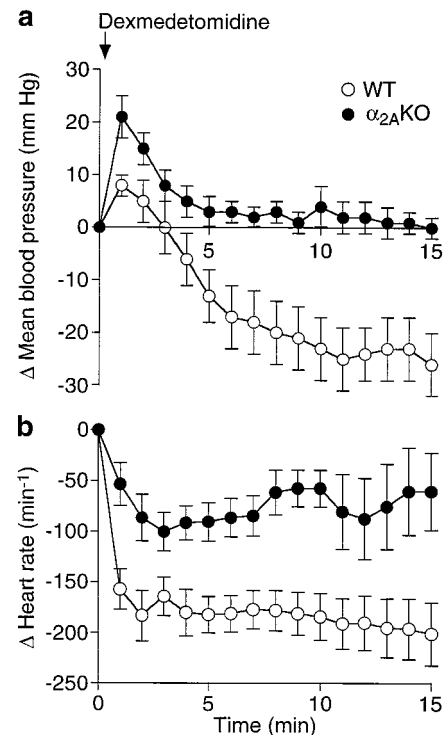 a
Dexmedetomidine
Δ Mean blood pressure (mm Hg)
30
20
10
0
-10
-20
-30
5
10
15
WT
α2AKO
b
Δ Heart rate (min-1)
0
-50
-100
-150
-200
-250
0
5
10
15
Time (min)